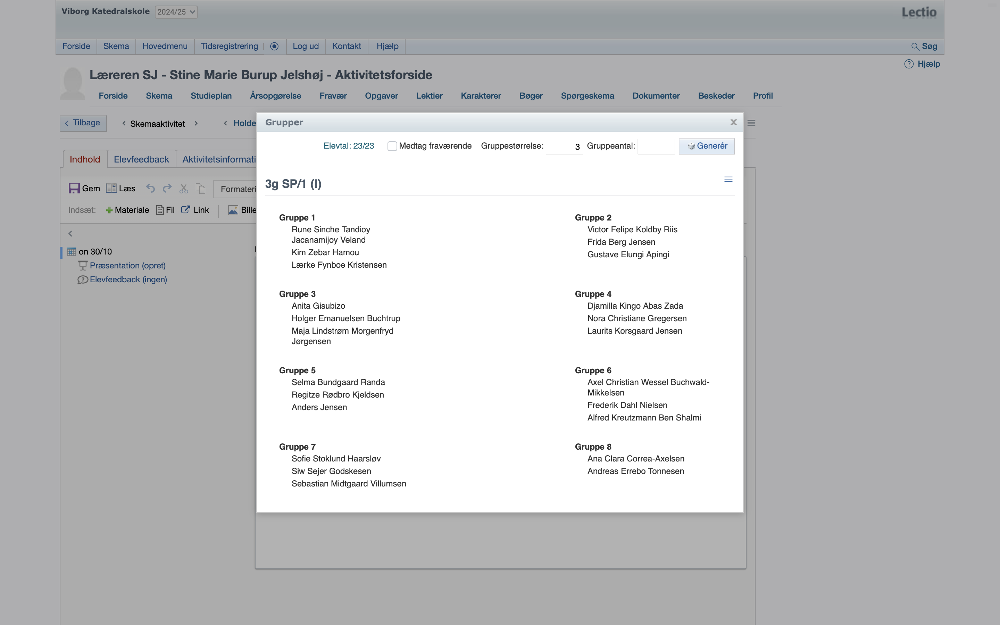 Viborg Katedralskole 2024/25 Lectio
Forside Skema Hovedmenu Tidsregistrering Log ud Kontakt Hjælp Søg
Hjælp
Læreren SJ - Stine Marie Burup Jelshøj - Aktivitetsforside
Forside Skema Studieplan Årsopgørelse Fravær Opgaver Lektier Karakterer Bøger Spørgeskema Dokumenter Beskeder Profil
Tilbage Skemaaktivitet Holde
Grupper x
Elevtal: 23/23 Medtag fraværende Gruppestørrelse: 3 Gruppeantal: Generér
Indhold Elevfeedback Aktivitetsinformati
3g SP/1 (I)
Gem Læs Formateri
Indsæt: Materiale Fil Link Bille
on 30/10
Præsentation (opret)
Elevfeedback (ingen)
Gruppe 1
Rune Sinche Tandioy
Jacanamijoy Veland
Kim Zebar Hamou
Lærke Fynboe Kristensen
Gruppe 2
Victor Felipe Koldby Riis
Frida Berg Jensen
Gustave Elungi Apingi
Gruppe 3
Anita Gisubizo
Holger Emanuelsen Buchtrup
Maja Lindstrøm Morgenfryd
Jørgensen
Gruppe 4
Djamilla Kingo Abas Zada
Nora Christiane Gregersen
Laurits Korsgaard Jensen
Gruppe 5
Selma Bundgaard Randa
Regitze Rødbro Kjeldsen
Anders Jensen
Gruppe 6
Axel Christian Wessel Buchwald-
Mikkelsen
Frederik Dahl Nielsen
Alfred Kreutzmann Ben Shalmi
Gruppe 7
Sofie Stoklund Haarsløv
Siw Sejer Godskesen
Sebastian Midtgaard Villumsen
Gruppe 8
Ana Clara Correa-Axelsen
Andreas Errebo Tonnesen